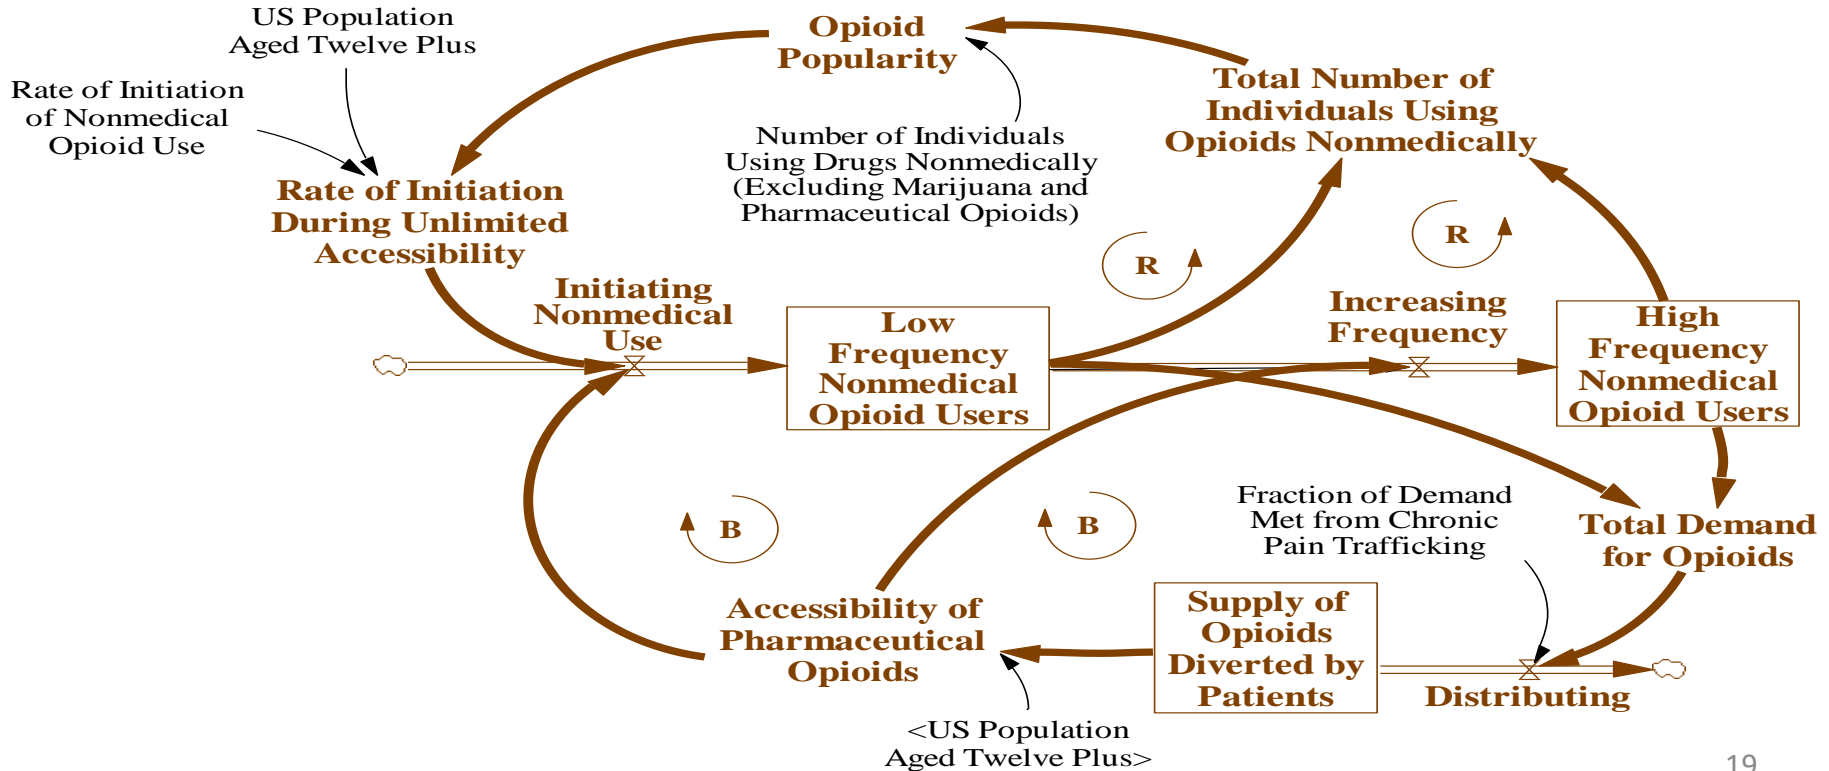 US Population
Aged Twelve Plus
Rate of Initiation
of Nonmedical
Opioid Use
Opioid
Popularity
Total Number of
Individuals Using
Opioids Nonmedically
Number of Individuals
Using Drugs Nonmedically
(Excluding Marijuana and
Pharmaceutical Opioids)
Rate of Initiation
During Unlimited
Accessibility
R
R
Initiating
Nonmedical
Use
Low
Frequency
Nonmedical
Opioid Users
Increasing
Frequency
High
Frequency
Nonmedical
Opioid Users
B
B
Fraction of Demand
Met from Chronic
Pain Trafficking
Total Demand
for Opioids
Accessibility of
Pharmaceutical
Opioids
Supply of
Opioids
Diverted by
Patients
Distributing
<US Population
Aged Twelve Plus>
19